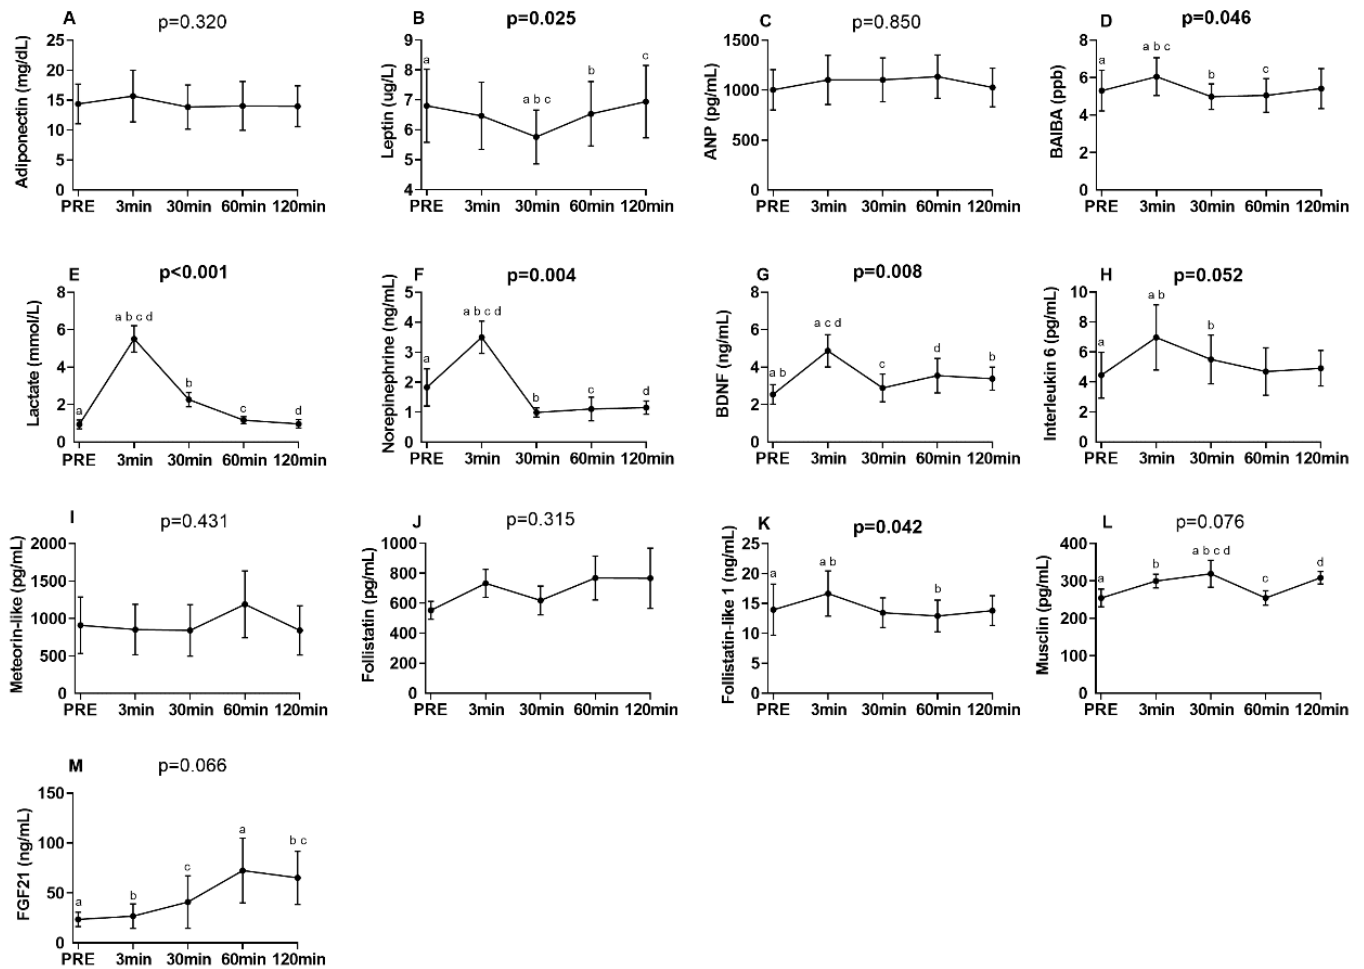 A
p=0.320
Adiponectin (mg/dL)
25
20
15
10
5
0
PRE 3min 30min 60min 120min
B
p=0.025
Leptin (ug/L)
9
8
7
6
5
4
a
a b c
b
c
PRE 3min 30min 60min 120min
C
p=0.850
ANP (pg/mL)
1500
1000
500
0
PRE 3min 30min 60min 120min
D
p=0.046
BAIBA (ppb)
8
6
4
2
0
a
a b c
b
c
PRE 3min 30min 60min 120min
E
p<0.001
Lactate (mmol/L)
8
6
4
2
0
a
a b c d
b
c
d
PRE 3min 30min 60min 120min
F
p=0.004
Norepinephrine (ng/mL)
5
4
3
2
1
0
a
a b c d
b
c
d
PRE 3min 30min 60min 120min
G
p=0.008
BDNF (ng/mL)
8
6
4
2
0
a b
a c d
c
d
b
PRE 3min 30min 60min 120min
H
p=0.052
Interleukin 6 (pg/mL)
10
8
6
4
2
0
a
a b
b
PRE 3min 30min 60min 120min
I
p=0.431
Meteorin-like (pg/mL)
2000
1500
1000
500
0
PRE 3min 30min 60min 120min
J
p=0.315
Follistatin (pg/mL)
1000
800
600
400
200
0
PRE 3min 30min 60min 120min
K
p=0.042
Follistatin-like 1 (ng/mL)
25
20
15
10
5
0
a
a b
b
PRE 3min 30min 60min 120min
L
p=0.076
Musclin (pg/mL)
400
300
200
100
0
a
b
a b c d
c
d
PRE 3min 30min 60min 120min
M
p=0.066
FGF21 (ng/mL)
150
100
50
0
a
b
c
a
b c
PRE 3min 30min 60min 120min